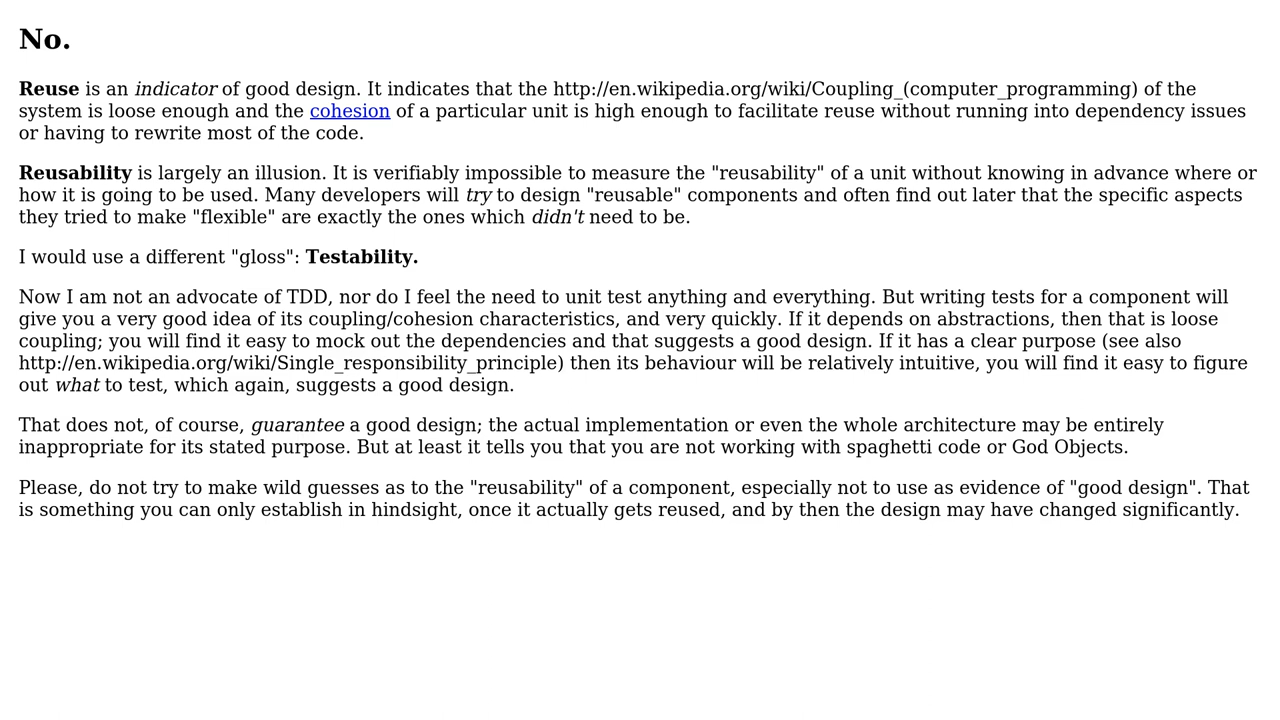 No.
Reuse is an indicator of good design. It indicates that the http://en.wikipedia.org/wiki/Coupling_(computer_programming) of the
system is loose enough and the cohesion of a particular unit is high enough to facilitate reuse without running into dependency issues
or having to rewrite most of the code.
Reusability is largely an illusion. It is verifiably impossible to measure the "reusability" of a unit without knowing in advance where or
how it is going to be used. Many developers will try to design "reusable" components and often find out later that the specific aspects
they tried to make "flexible" are exactly the ones which didn't need to be.
I would use a different "gloss": Testability.
Now I am not an advocate of TDD, nor do I feel the need to unit test anything and everything. But writing tests for a component will
give you a very good idea of its coupling/cohesion characteristics, and very quickly. If it depends on abstractions, then that is loose
coupling; you will find it easy to mock out the dependencies and that suggests a good design. If it has a clear purpose (see also
http://en.wikipedia.org/wiki/Single_responsibility_principle) then its behaviour will be relatively intuitive, you will find it easy to figure
out what to test, which again, suggests a good design.
That does not, of course, guarantee a good design; the actual implementation or even the whole architecture may be entirely
inappropriate for its stated purpose. But at least it tells you that you are not working with spaghetti code or God Objects.
Please, do not try to make wild guesses as to the "reusability" of a component, especially not to use as evidence of "good design". That
is something you can only establish in hindsight, once it actually gets reused, and by then the design may have changed significantly.